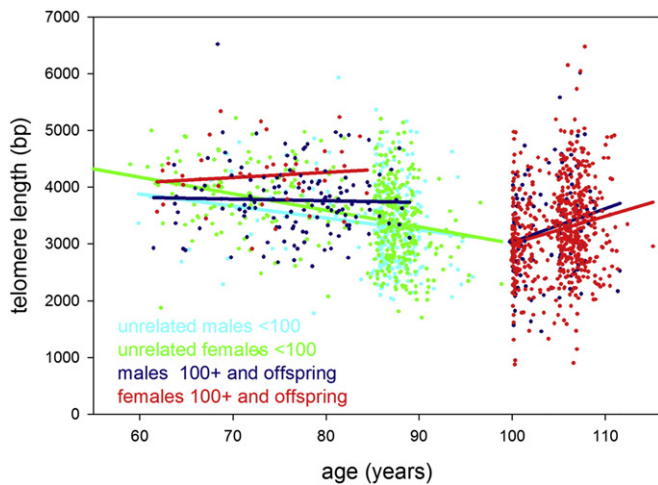 7000
6000
5000
4000
3000
2000
1000
0
telomere length (bp)
unrelated males <100
unrelated females <100
males 100+ and offspring
females 100+ and offspring
60 70 80 90 100 110
age (years)